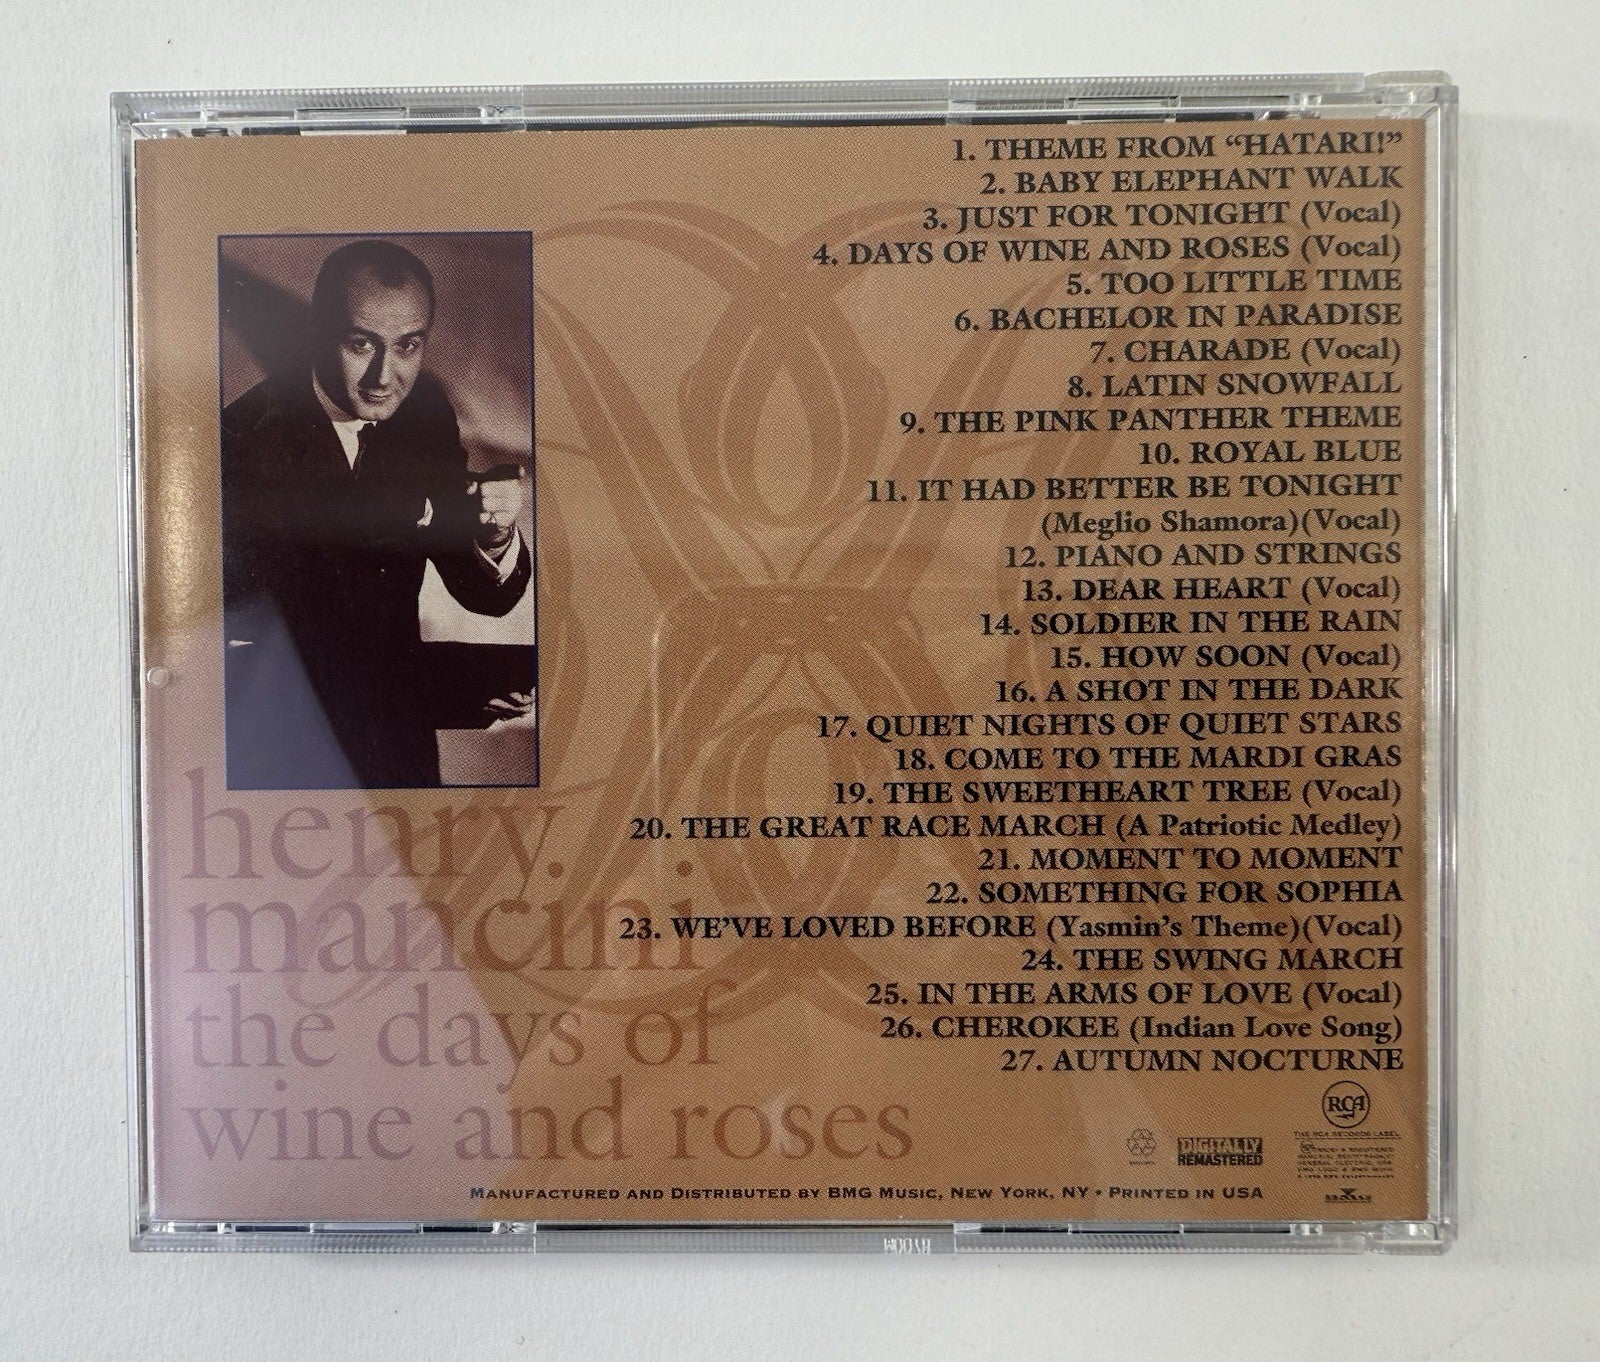 1. THEME FROM “HATARI!”
2. BABY ELEPHANT WALK
3. JUST FOR TONIGHT (Vocal)
4. DAYS OF WINE AND ROSES (Vocal)
5. TOO LITTLE TIME
6. BACHELOR IN PARADISE
7. CHARADE (Vocal)
8. LATIN SNOWFALL
9. THE PINK PANTHER THEME
10. ROYAL BLUE
11. IT HAD BETTER BE TONIGHT
(Meglio Shamora)(Vocal)
12. PIANO AND STRINGS
13. DEAR HEART (Vocal)
14. SOLDIER IN THE RAIN
15. HOW SOON (Vocal)
16. A SHOT IN THE DARK
17. QUIET NIGHTS OF QUIET STARS
18. COME TO THE MARDI GRAS
19. THE SWEETHEART TREE (Vocal)
20. THE GREAT RACE MARCH (A Patriotic Medley)
21. MOMENT TO MOMENT
22. SOMETHING FOR SOPHIA
23. WE’VE LOVED BEFORE (Yasmin’s Theme)(Vocal)
24. THE SWING MARCH
25. IN THE ARMS OF LOVE (Vocal)
26. CHEROKEE (Indian Love Song)
27. AUTUMN NOCTURNE
henry
mancini
the days of
wine and roses
RCA
THE RCA RECORDS LABEL
DIGITALLY
REMASTERED
BMG
MANUFACTURED AND DISTRIBUTED BY BMG MUSIC, NEW YORK, NY • PRINTED IN USA